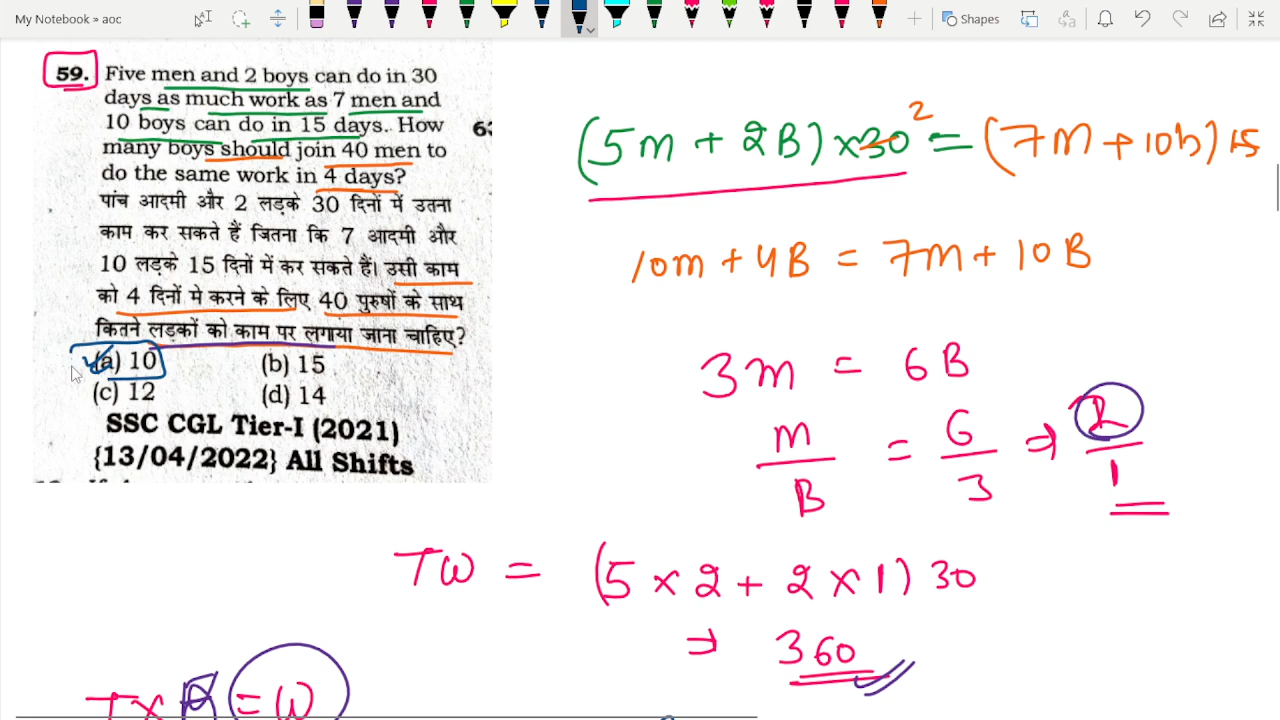 My Notebook » aoc
Shapes
59. Five men and 2 boys can do in 30
days as much work as 7 men and
10 boys can do in 15 days. How
many boys should join 40 men to
do the same work in 4 days?
पांच आदमी और 2 लड़के 30 दिनों में उतना
काम कर सकते हैं जितना कि 7 आदमी और
10 लड़के 15 दिनों में कर सकते हैं। उसी काम
को 4 दिनों मे करने के लिए 40 पुरुषों के साथ
कितने लड़कों को काम पर लगाया जाना चाहिए?
(a) 10 (b) 15
(c) 12 (d) 14
SSC CGL Tier-I (2021)
{13/04/2022} All Shifts
(5m + 2B) × 30 2 = (7m + 10b) 15
10m + 4B = 7m + 10B
3m = 6B
m/B = 6/3 ⇒ 2/1
TW = (5 × 2 + 2 × 1) 30
⇒ 360
= W